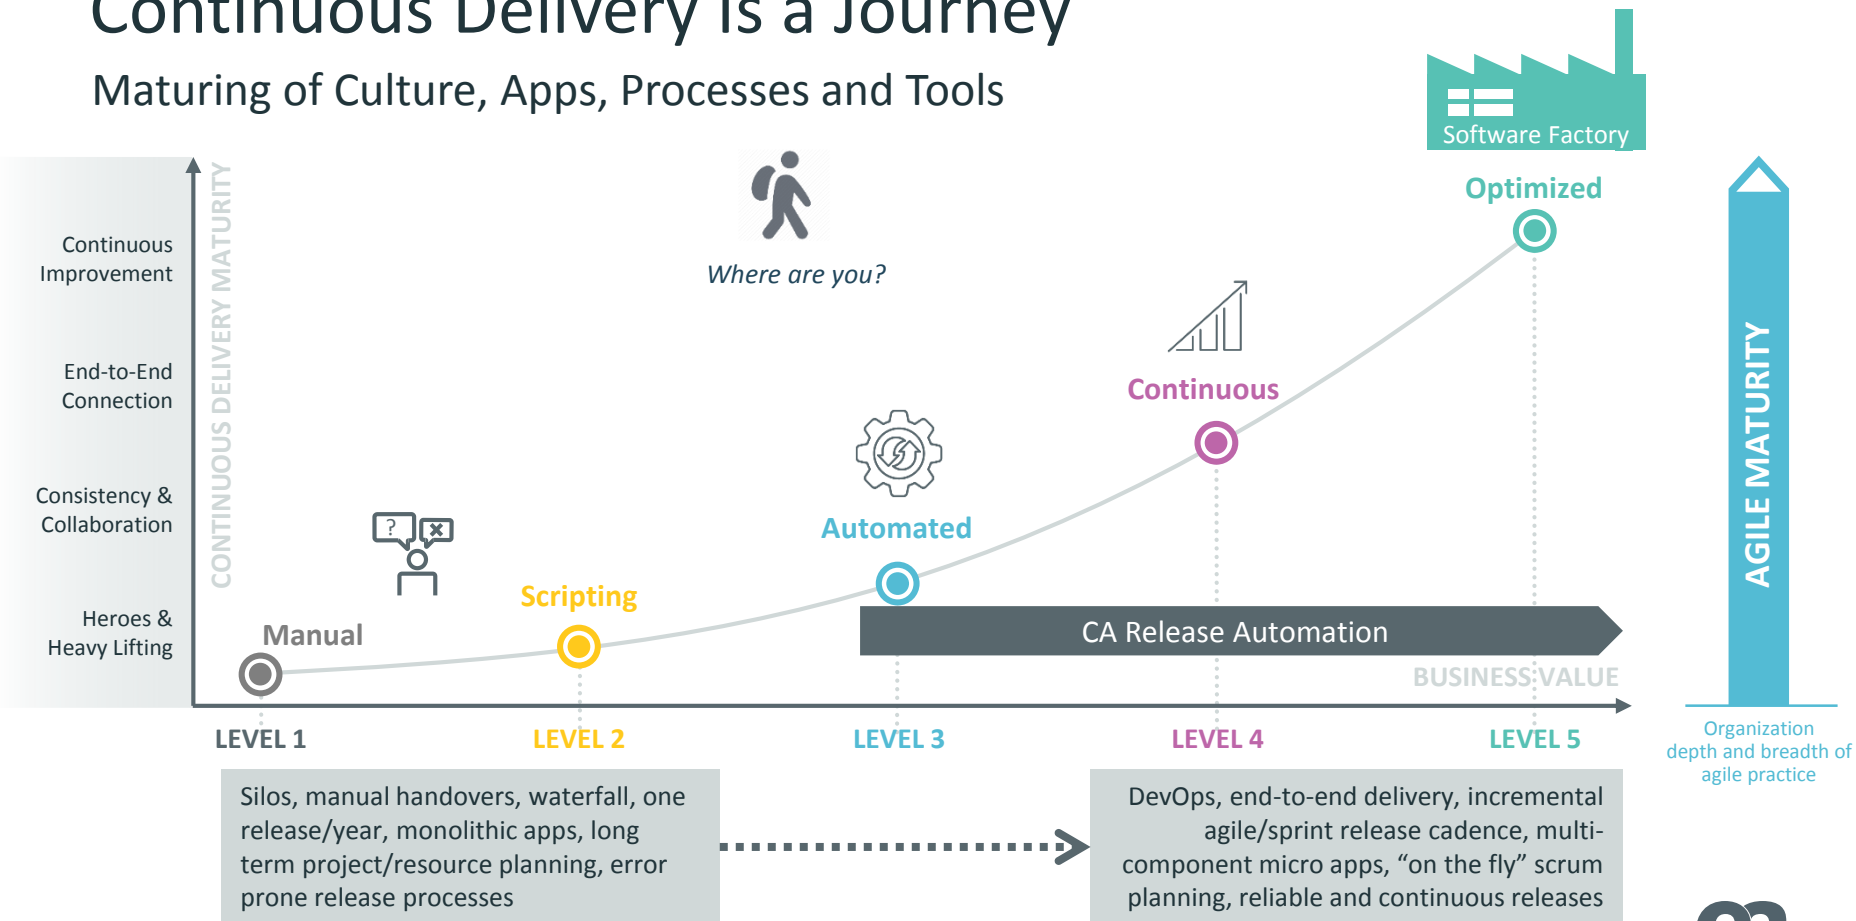 Continuous Delivery is a Journey
Maturing of Culture, Apps, Processes and Tools
Software Factory
Optimized
CONTINUOUS DELIVERY MATURITY
Continuous
Improvement
Where are you?
End-to-End
Connection
Continuous
AGILE MATURITY
Consistency &
Collaboration
?
Automated
Scripting
Heroes &
Heavy Lifting
Manual
CA Release Automation
BUSINESS VALUE
LEVEL 1
LEVEL 2
LEVEL 3
LEVEL 4
LEVEL 5
Organization
depth and breadth of
agile practice
Silos, manual handovers, waterfall, one
release/year, monolithic apps, long
term project/resource planning, error
prone release processes
DevOps, end-to-end delivery, incremental
agile/sprint release cadence, multi-
component micro apps, “on the fly” scrum
planning, reliable and continuous releases